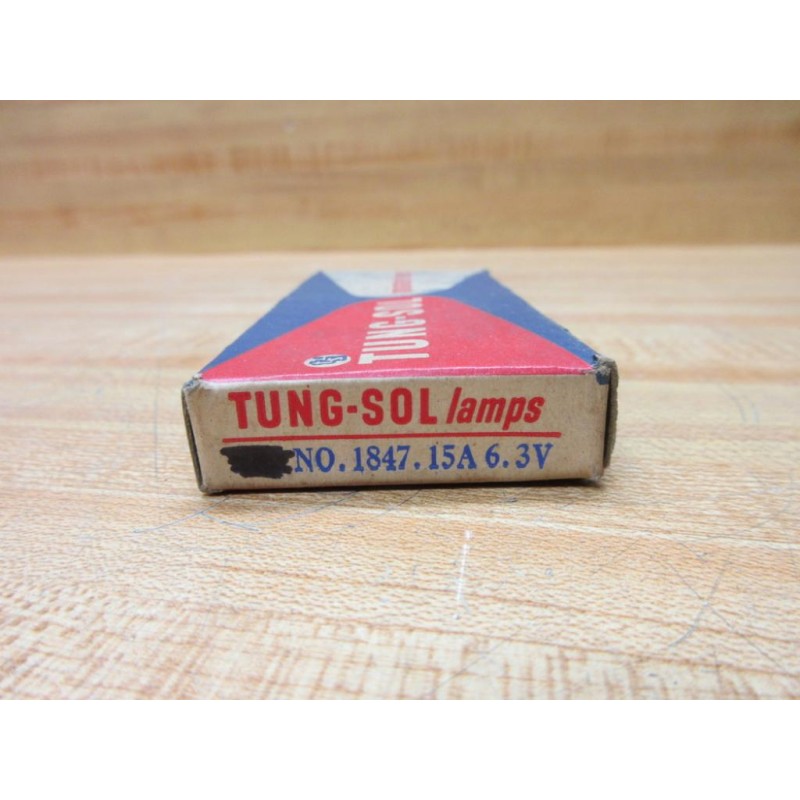 TUNG-SOL
TUNG-SOL lamps
NO. 1847 .15A 6.3V